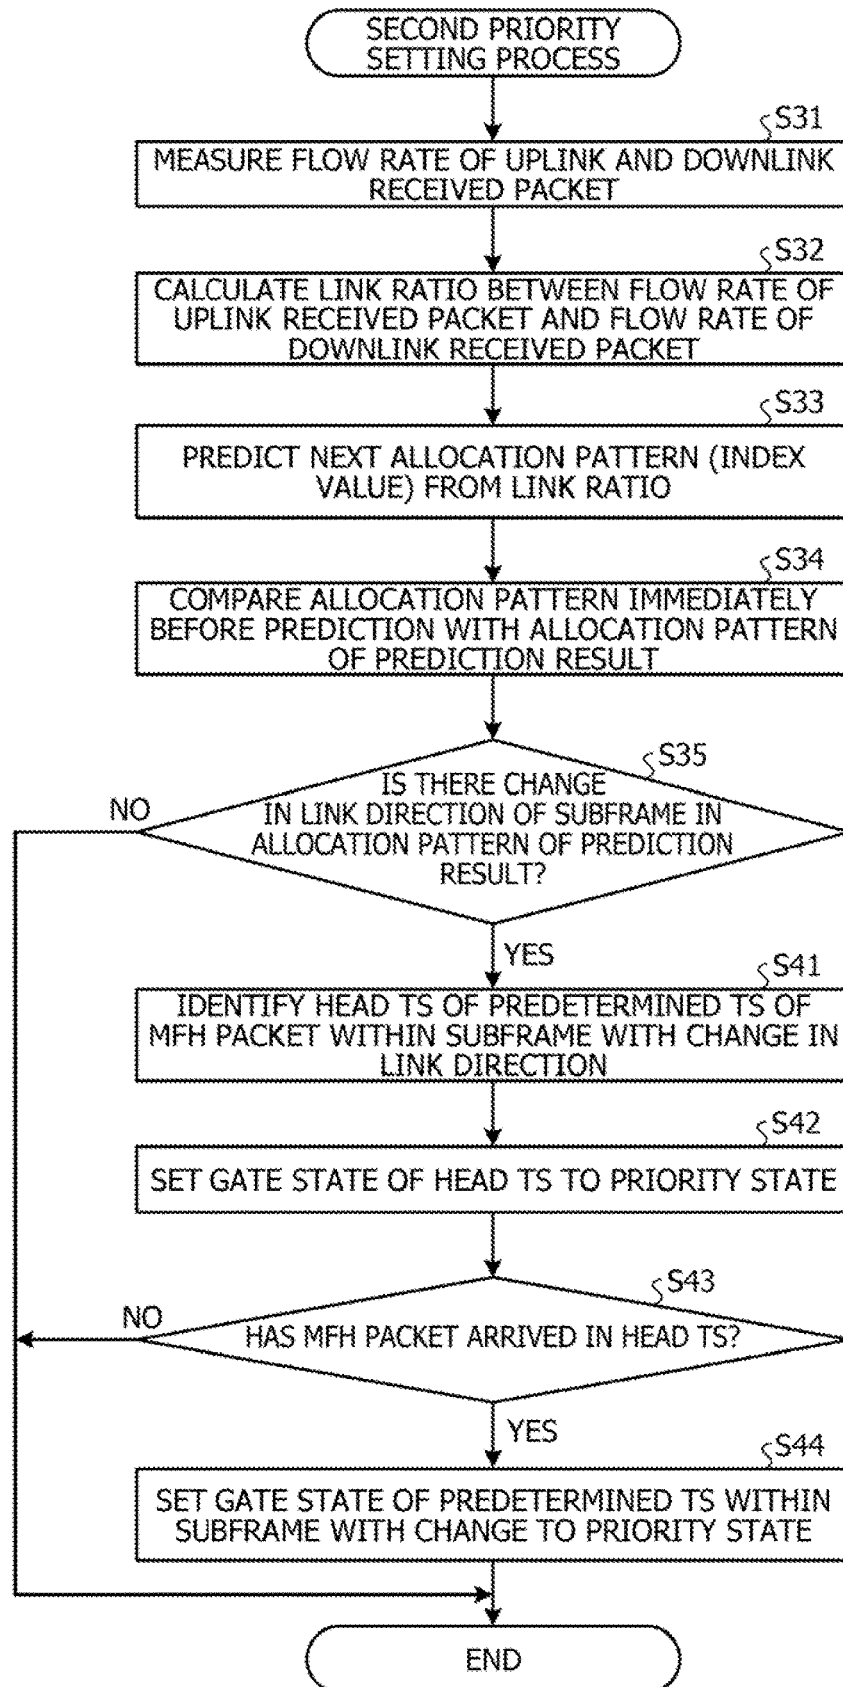 SECOND PRIORITY
SETTING PROCESS
S31
MEASURE FLOW RATE OF UPLINK AND DOWNLINK
RECEIVED PACKET
S32
CALCULATE LINK RATIO BETWEEN FLOW RATE OF
UPLINK RECEIVED PACKET AND FLOW RATE OF
DOWNLINK RECEIVED PACKET
S33
PREDICT NEXT ALLOCATION PATTERN (INDEX
VALUE) FROM LINK RATIO
S34
COMPARE ALLOCATION PATTERN IMMEDIATELY
BEFORE PREDICTION WITH ALLOCATION PATTERN
OF PREDICTION RESULT
S35
IS THERE CHANGE
IN LINK DIRECTION OF SUBFRAME IN
ALLOCATION PATTERN OF PREDICTION
RESULT?
NO
YES
S41
IDENTIFY HEAD TS OF PREDETERMINED TS OF
MFH PACKET WITHIN SUBFRAME WITH CHANGE IN
LINK DIRECTION
S42
SET GATE STATE OF HEAD TS TO PRIORITY STATE
S43
HAS MFH PACKET ARRIVED IN HEAD TS?
NO
YES
S44
SET GATE STATE OF PREDETERMINED TS WITHIN
SUBFRAME WITH CHANGE TO PRIORITY STATE
END